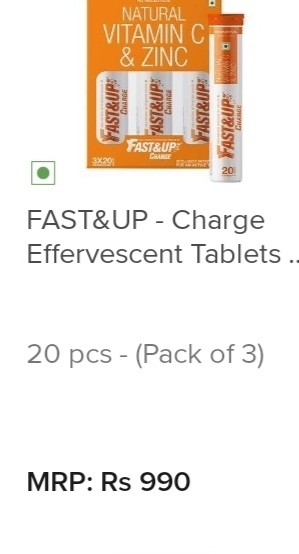 NATURAL
VITAMIN C
& ZINC
FAST&UP
CHARGE
FAST&UP
CHARGE
FAST&UP
CHARGE
FAST&UP
CHARGE
FAST&UP
CHARGE
3X20
20
FAST&UP - Charge
Effervescent Tablets ..
20 pcs - (Pack of 3)
MRP: Rs 990